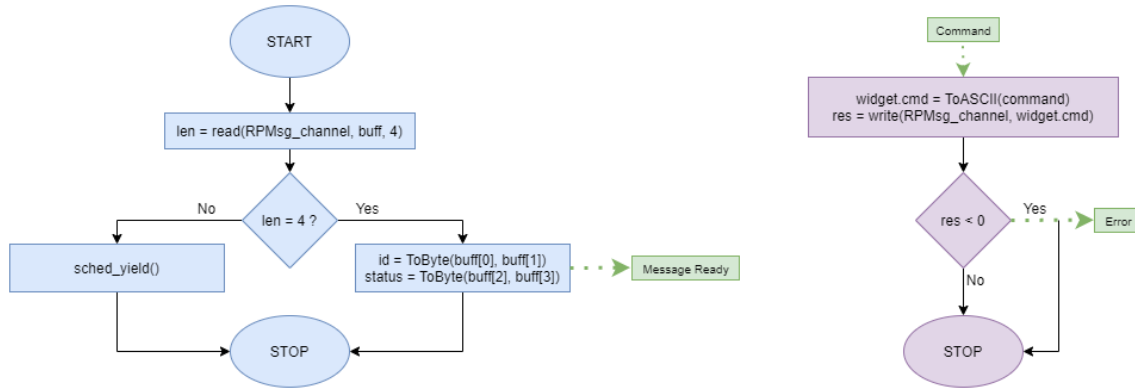 START
len = read(RPMsg_channel, buff, 4)
len = 4 ?
No
Yes
sched_yield()
id = ToByte(buff[0], buff[1])
status = ToByte(buff[2], buff[3])
Message Ready
STOP
Command
widget.cmd = ToASCII(command)
res = write(RPMsg_channel, widget.cmd)
res < 0
Yes
Error
No
STOP